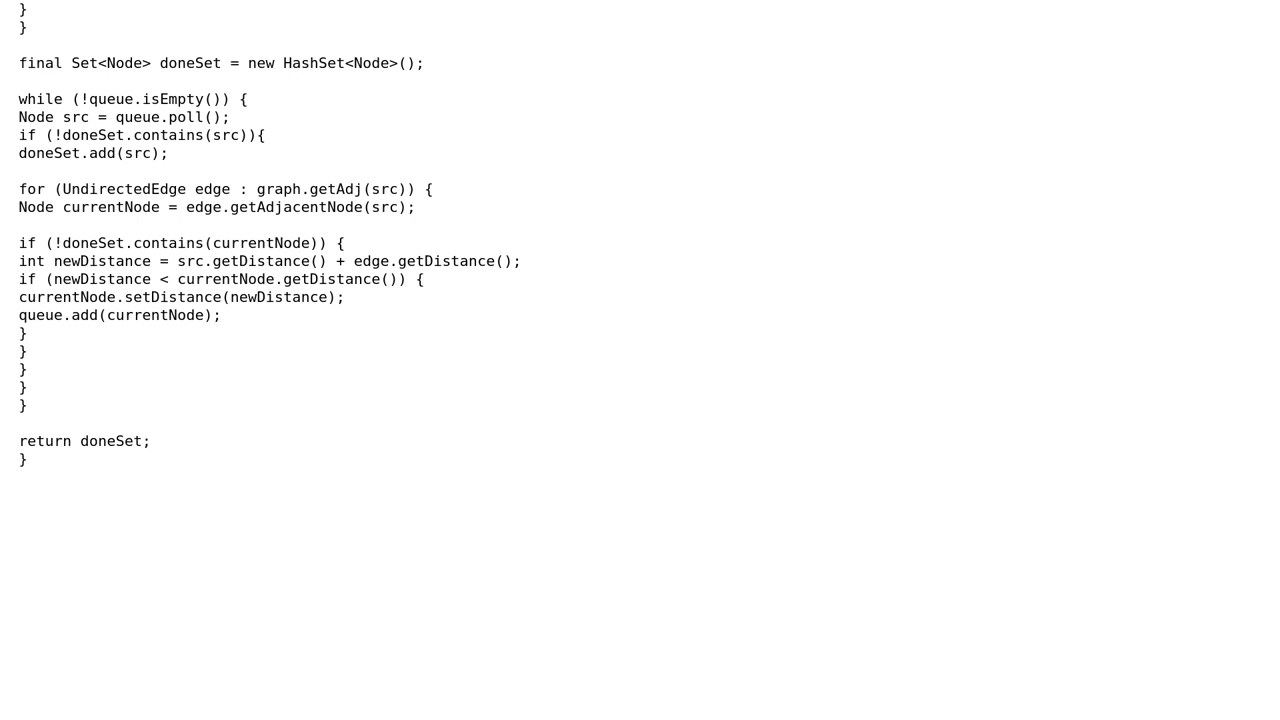 }
}
final Set<Node> doneSet = new HashSet<Node>();
while (!queue.isEmpty()) {
Node src = queue.poll();
if (!doneSet.contains(src)){
doneSet.add(src);
for (UndirectedEdge edge : graph.getAdj(src)) {
Node currentNode = edge.getAdjacentNode(src);
if (!doneSet.contains(currentNode)) {
int newDistance = src.getDistance() + edge.getDistance();
if (newDistance < currentNode.getDistance()) {
currentNode.setDistance(newDistance);
queue.add(currentNode);
}
}
}
}
}
return doneSet;
}